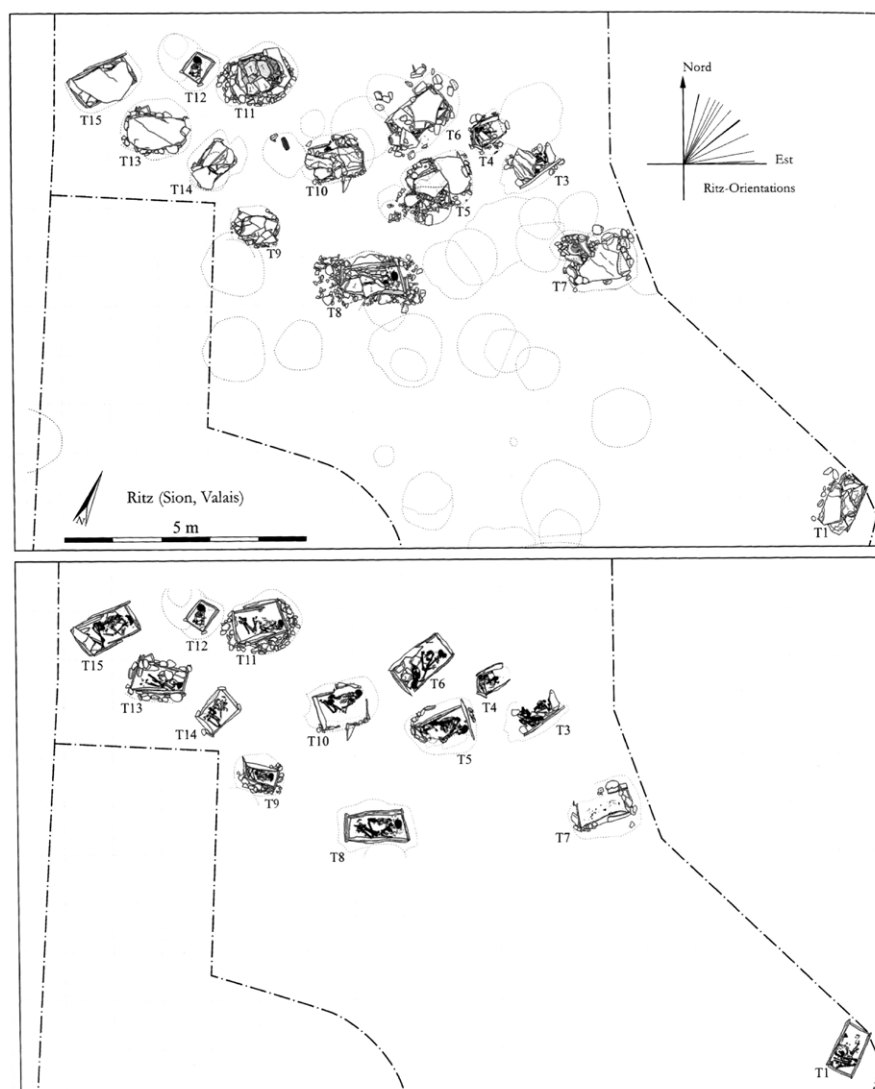 Nord
Est
Ritz-Orientations
T15
T12
T11
T13
T14
T10
T6
T4
T3
T5
T9
T8
T7
N
Ritz (Sion, Valais)
5 m
T1
T15
T12
T11
T13
T14
T10
T6
T4
T3
T5
T9
T8
T7
T1